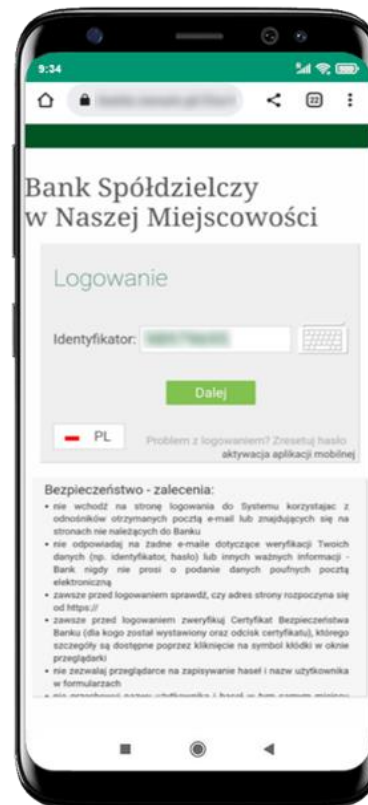 9:34
22
Bank Spółdzielczy
w Naszej Miejscowości
Logowanie
Identyfikator:
Dalej
PL
Problem z logowaniem? Zresetuj hasło
aktywacja aplikacji mobilnej
Bezpieczeństwo - zalecenia:
• nie wchodź na stronę logowania do Systemu korzystając z
odnośników otrzymanych pocztą e-mail lub znajdujących się na
stronach nie należących do Banku
• nie odpowiadaj na żadne e-maile dotyczące weryfikacji Twoich
danych (np. identyfikator, hasło) lub innych ważnych informacji -
Bank nigdy nie prosi o podanie danych poufnych pocztą
elektroniczną
• zawsze przed logowaniem sprawdź, czy adres strony rozpoczyna się
od https://
• zawsze przed logowaniem zweryfikuj Certyfikat Bezpieczeństwa
Banku (dla kogo został wystawiony oraz odcisk certyfikatu), którego
szczegóły są dostępne poprzez kliknięcie na symbol kłódki w oknie
przeglądarki
• nie zezwalaj przeglądarce na zapisywanie haseł i nazw użytkownika
w formularzach